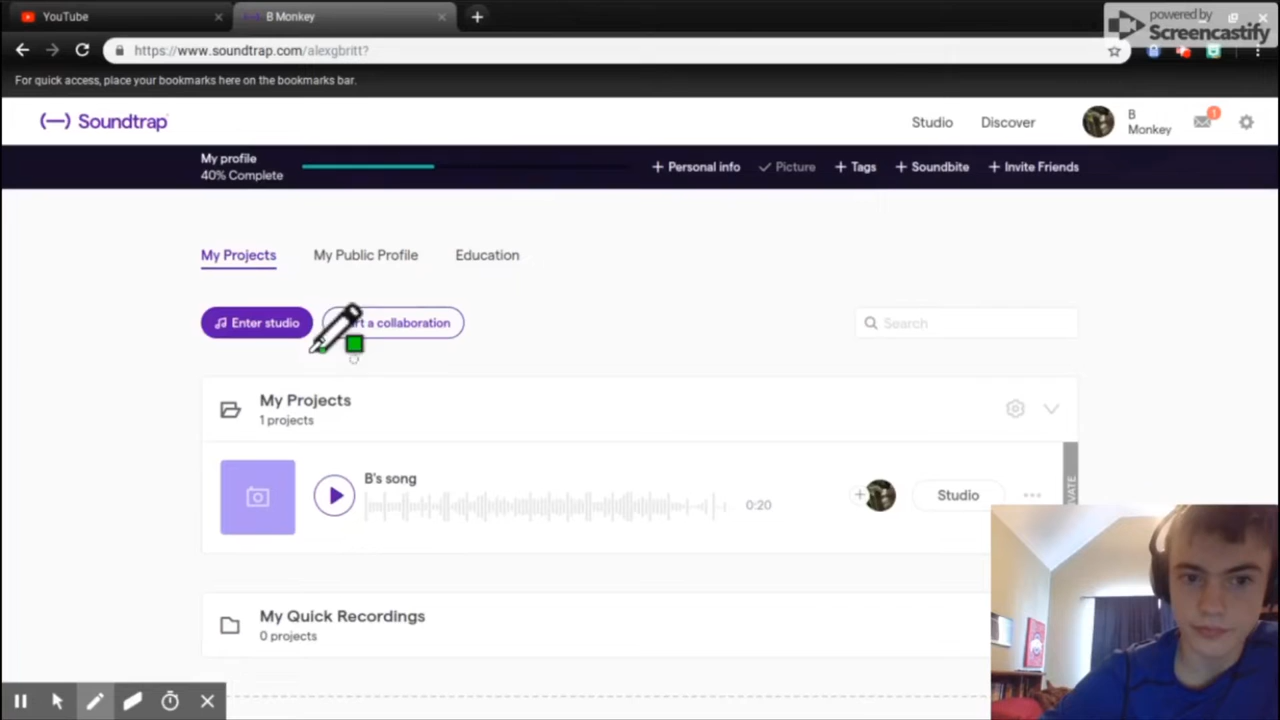 YouTube
B Monkey
powered by
Screencastify
https://www.soundtrap.com/alexgbritt?
For quick access, place your bookmarks here on the bookmarks bar.
Soundtrap
Studio
Discover
B
Monkey
1
My profile
40% Complete
+ Personal info
Picture
+ Tags
+ Soundbite
+ Invite Friends
My Projects
My Public Profile
Education
Enter studio
a collaboration
Search
My Projects
1 projects
B's song
0:20
Studio
My Quick Recordings
0 projects